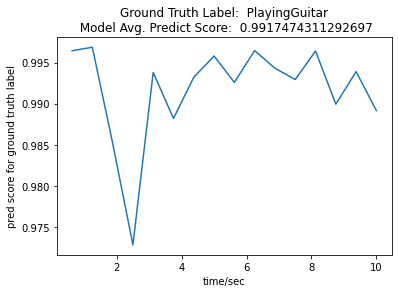 Ground Truth Label:  PlayingGuitar
Model Avg. Predict Score:  0.9917474311292697
0.995
0.990
0.985
0.980
0.975
pred score for ground truth label
2
4
6
8
10
time/sec